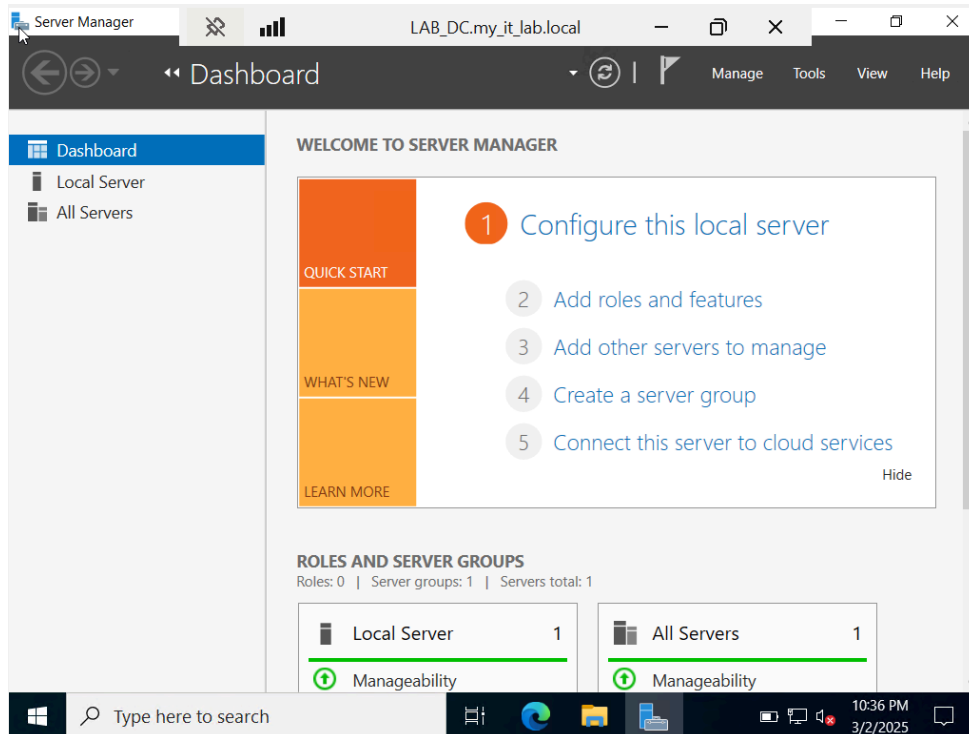 Server Manager
LAB_DC.my_it_lab.local
Dashboard
Manage Tools View Help
Dashboard
Local Server
All Servers
WELCOME TO SERVER MANAGER
QUICK START
WHAT'S NEW
LEARN MORE
1 Configure this local server
2 Add roles and features
3 Add other servers to manage
4 Create a server group
5 Connect this server to cloud services
Hide
ROLES AND SERVER GROUPS
Roles: 0 | Server groups: 1 | Servers total: 1
Local Server 1
Manageability
All Servers 1
Manageability
Type here to search
10:36 PM
3/2/2025